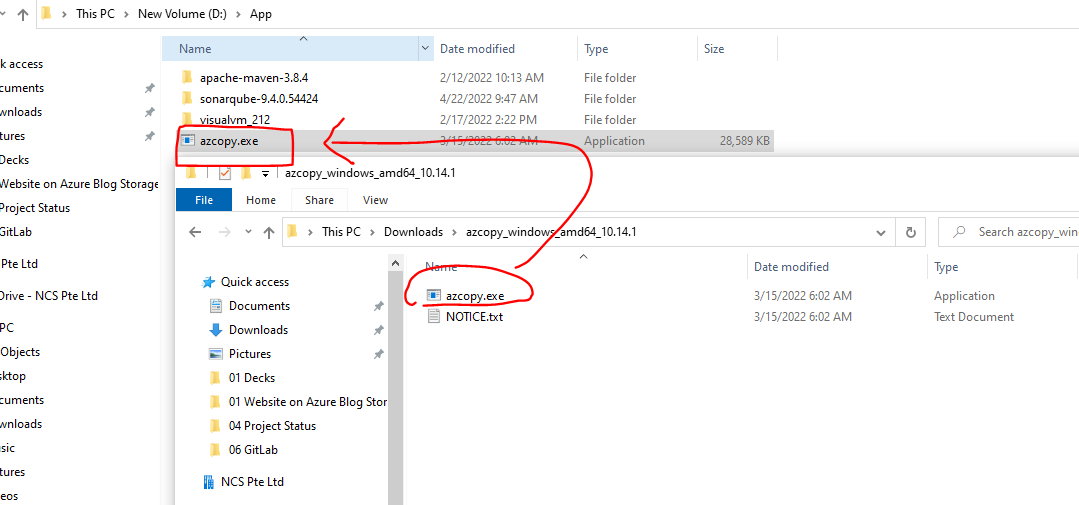 This PC > New Volume (D:) > App
Name Date modified Type Size
apache-maven-3.8.4 2/12/2022 10:13 AM File folder
sonarqube-9.4.0.54424 4/22/2022 9:47 AM File folder
visualvm_212 2/17/2022 2:22 PM File folder
azcopy.exe 3/15/2022 6:02 AM Application 28,589 KB
k access
ocuments
wnloads
tures
Decks
Website on Azure Blog Storage
Project Status
GitLab
Pte Ltd
Drive - NCS Pte Ltd
PC
Objects
sktop
cuments
wnloads
sic
tures
eos
azcopy_windows_amd64_10.14.1
File Home Share View
This PC > Downloads > azcopy_windows_amd64_10.14.1
Search azcopy_win
Name Date modified Type
azcopy.exe 3/15/2022 6:02 AM Application
NOTICE.txt 3/15/2022 6:02 AM Text Document
Quick access
Documents
Downloads
Pictures
01 Decks
01 Website on Azure Blog Stor
04 Project Status
06 GitLab
NCS Pte Ltd